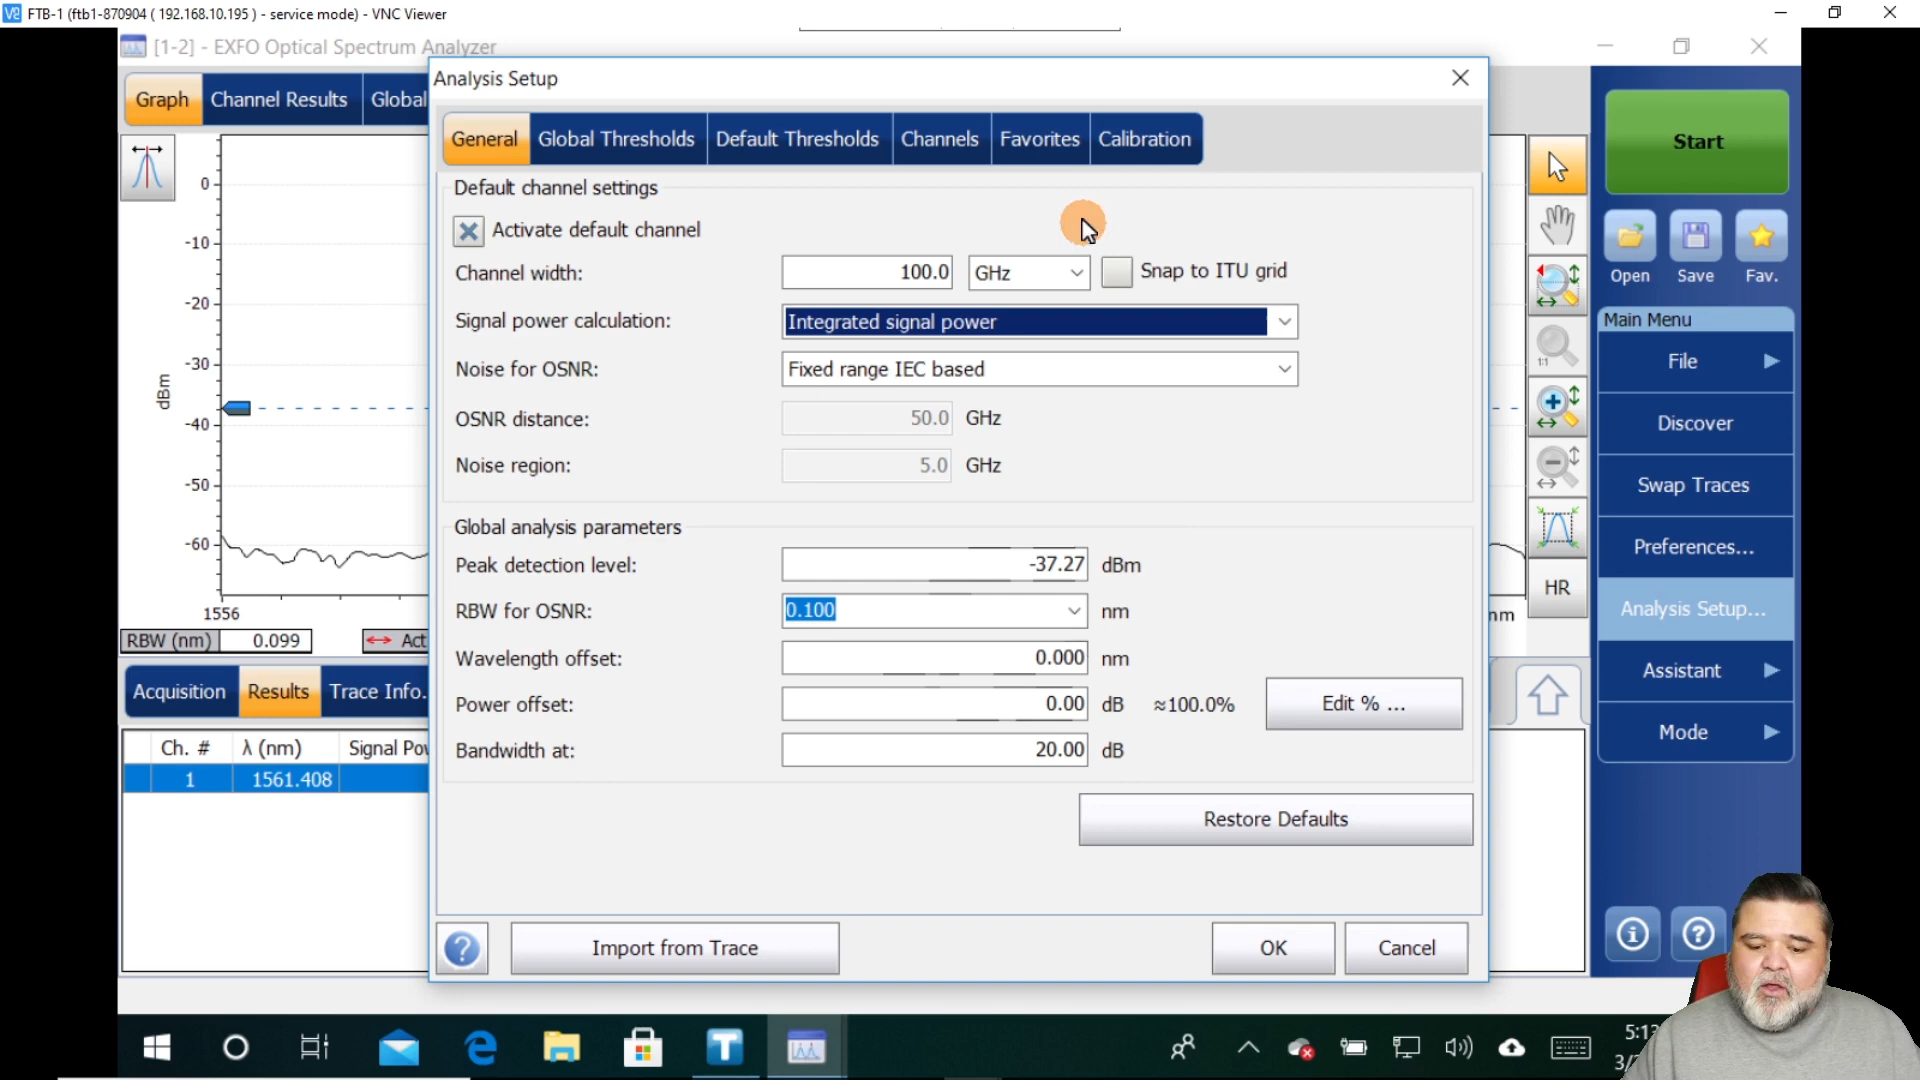 FTB-1 (ftb1-870904 ( 192.168.10.195 ) - service mode) - VNC Viewer
[1-2] - EXFO Optical Spectrum Analyzer
Analysis Setup
Graph Channel Results Global
General Global Thresholds Default Thresholds Channels Favorites Calibration
Start
Default channel settings
Activate default channel
Channel width: 100.0 GHz Snap to ITU grid
Signal power calculation: Integrated signal power
Noise for OSNR: Fixed range IEC based
OSNR distance: 50.0 GHz
Noise region: 5.0 GHz
Global analysis parameters
Peak detection level: -37.27 dBm
RBW for OSNR: 0.100 nm
Wavelength offset: 0.000 nm
Power offset: 0.00 dB ≈100.0% Edit % ...
Bandwidth at: 20.00 dB
Restore Defaults
Import from Trace OK Cancel
0
-10
-20
-30
-40
-50
-60
dBm
1556
nm
RBW (nm) 0.099
Acquisition Results Trace Info.
Ch. # λ (nm)
1 1561.408
1:1
HR
Open Save Fav.
Main Menu
File
Discover
Swap Traces
Preferences...
Analysis Setup...
Assistant
Mode